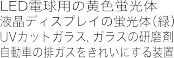 LED電球用の黄色蛍光体
液晶ディスプレイの蛍光体(緑)
UVカットガラス、ガラスの研磨剤
自動車の排ガスをきれいにする装置